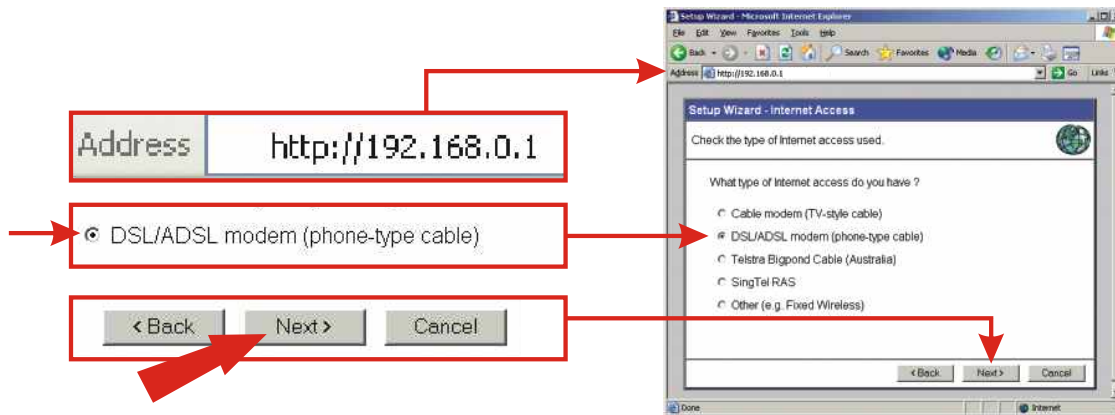 Address http://192.168.0.1
DSL/ADSL modem (phone-type cable)
< Back Next > Cancel
Setup Wizard - Microsoft Internet Explorer
File Edit View Favorites Tools Help
Back Search Favorites Media
Address http://192.168.0.1 Go Links
Setup Wizard - Internet Access
Check the type of Internet access used.
What type of Internet access do you have ?
Cable modem (TV-style cable)
DSL/ADSL modem (phone-type cable)
Telstra Bigpond Cable (Australia)
SingTel RAS
Other (e.g. Fixed Wireless)
< Back Next > Cancel
Done Internet